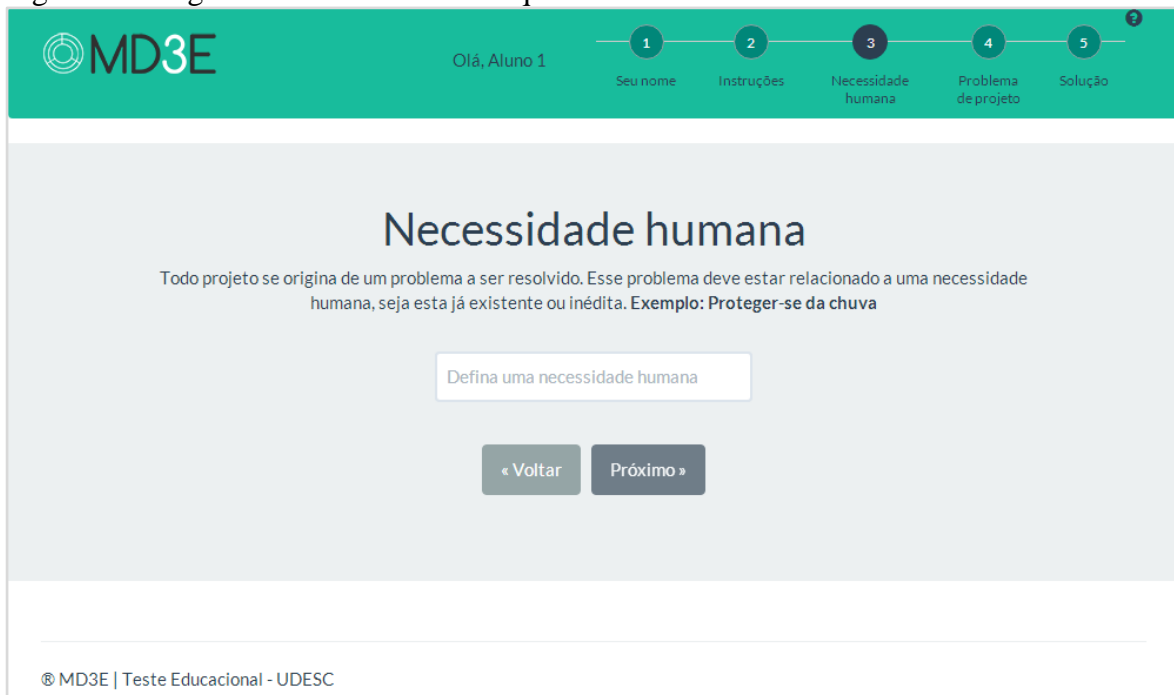 MD3E
Olá, Aluno 1
1
2
3
4
5
?
Seu nome
Instruções
Necessidade
humana
Problema
de projeto
Solução
Necessidade humana
Todo projeto se origina de um problema a ser resolvido. Esse problema deve estar relacionado a uma necessidade
humana, seja esta já existente ou inédita. Exemplo: Proteger-se da chuva
Defina uma necessidade humana
« Voltar
Próximo »
® MD3E | Teste Educacional - UDESC